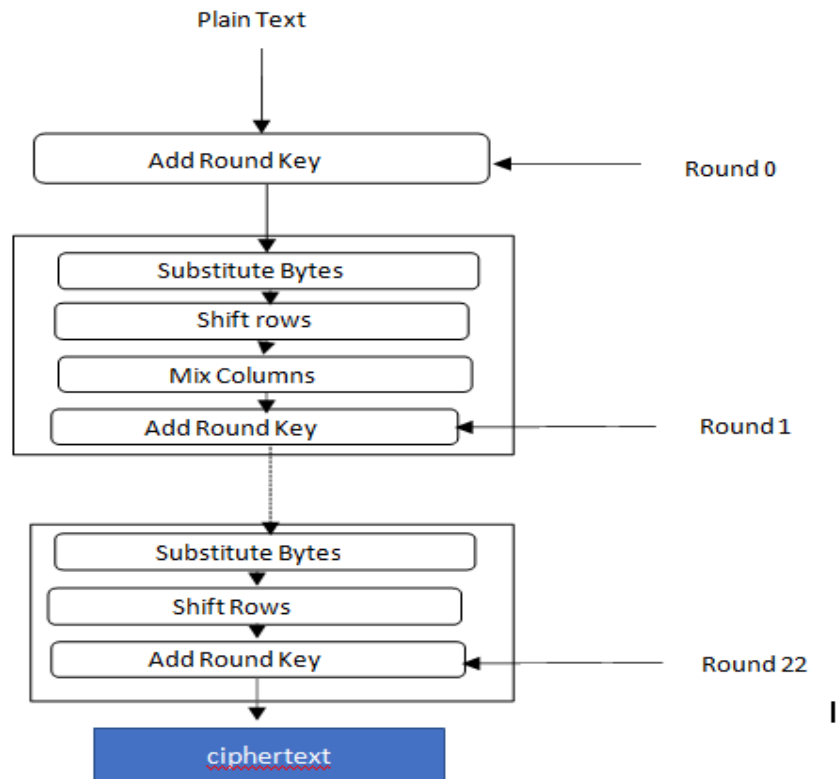 Plain Text
Add Round Key
Round 0
Substitute Bytes
Shift rows
Mix Columns
Add Round Key
Round 1
Substitute Bytes
Shift Rows
Add Round Key
Round 22
I
ciphertext